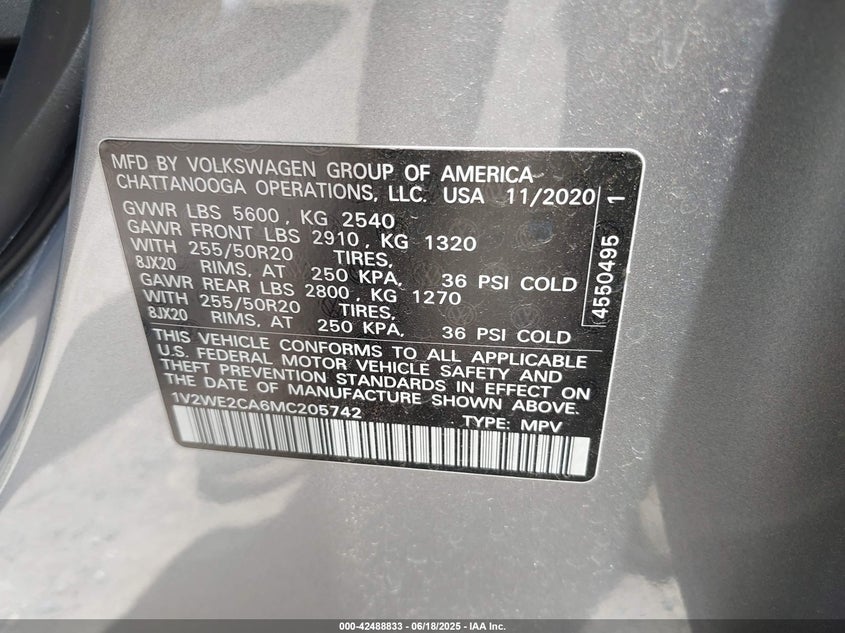 MFD BY VOLKSWAGEN GROUP OF AMERICA
CHATTANOOGA OPERATIONS, LLC. USA 11/2020
GVWR LBS 5600, KG 2540
GAWR FRONT LBS 2910, KG 1320
WITH 255/50R20 TIRES,
8JX20 RIMS, AT 250 KPA, 36 PSI COLD
GAWR REAR LBS 2800, KG 1270
WITH 255/50R20 TIRES,
8JX20 RIMS, AT 250 KPA, 36 PSI COLD
4550495 1
THIS VEHICLE CONFORMS TO ALL APPLICABLE
U.S. FEDERAL MOTOR VEHICLE SAFETY AND
THEFT PREVENTION STANDARDS IN EFFECT ON
THE DATE OF MANUFACTURE SHOWN ABOVE.
1V2WE2CA6MC205742 TYPE: MPV
000-42488833 - 06/18/2025 - IAA Inc.